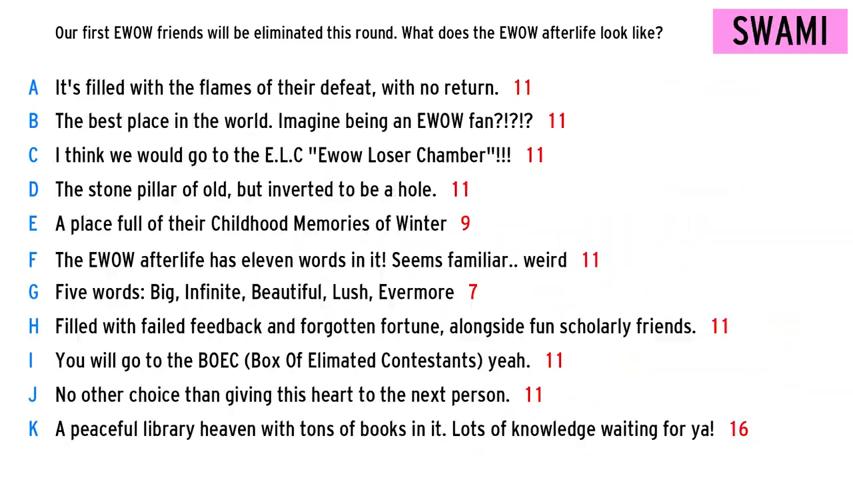 Our first EWOW friends will be eliminated this round. What does the EWOW afterlife look like?
SWAMI
A It's filled with the flames of their defeat, with no return. 11
B The best place in the world. Imagine being an EWOW fan?!?!? 11
C I think we would go to the E.L.C "Ewow Loser Chamber"!!! 11
D The stone pillar of old, but inverted to be a hole. 11
E A place full of their Childhood Memories of Winter 9
F The EWOW afterlife has eleven words in it! Seems familiar.. weird 11
G Five words: Big, Infinite, Beautiful, Lush, Evermore 7
H Filled with failed feedback and forgotten fortune, alongside fun scholarly friends. 11
I You will go to the BOEC (Box Of Elimated Contestants) yeah. 11
J No other choice than giving this heart to the next person. 11
K A peaceful library heaven with tons of books in it. Lots of knowledge waiting for ya! 16